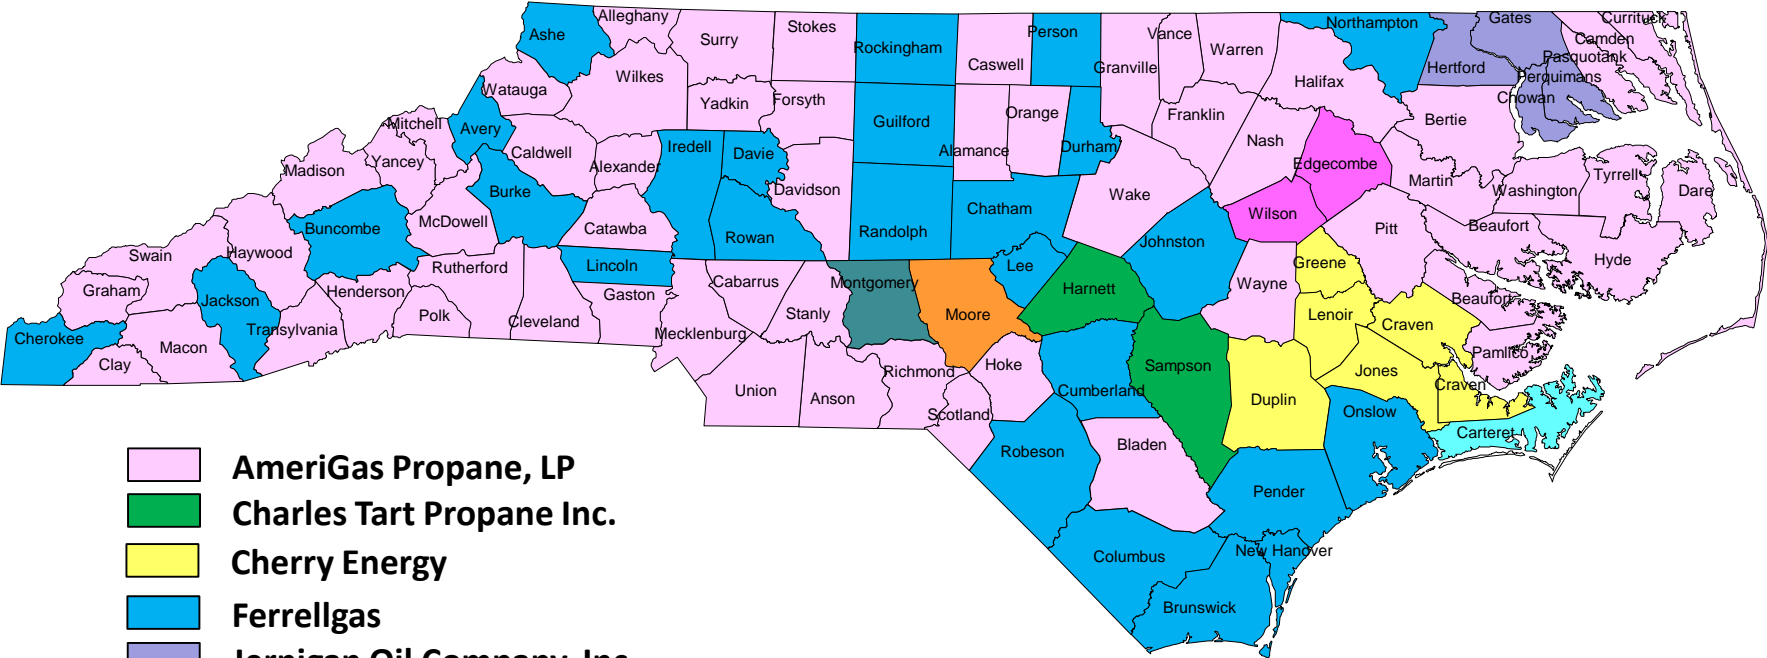 Alleghany
Ashe
Surry
Stokes
Rockingham
Caswell
Person
Granville
Vance
Warren
Northampton
Gates
Currituck
Camden
Pasquotank
Perquimans
Hertford
Chowan
Halifax
Watauga
Wilkes
Yadkin
Forsyth
Guilford
Alamance
Orange
Durham
Franklin
Nash
Edgecombe
Bertie
Mitchell
Avery
Yancey
Madison
Caldwell
Alexander
Iredell
Davie
Davidson
Randolph
Chatham
Wake
Wilson
Martin
Washington
Tyrrell
Dare
Burke
McDowell
Catawba
Rowan
Buncombe
Haywood
Swain
Graham
Lincoln
Lee
Johnston
Pitt
Beaufort
Hyde
Greene
Wayne
Harnett
Montgomery
Moore
Cabarrus
Rutherford
Henderson
Jackson
Gaston
Stanly
Polk
Cleveland
Mecklenburg
Transylvania
Cherokee
Macon
Clay
Lenoir
Craven
Beaufort
Pamlico
Sampson
Hoke
Richmond
Union
Anson
Scotland
Cumberland
Duplin
Jones
Craven
Onslow
Carteret
Robeson
Bladen
Pender
Columbus
New Hanover
Brunswick
AmeriGas Propane, LP
Charles Tart Propane Inc.
Cherry Energy
Ferrellgas
Jernigan Oil Company, Inc